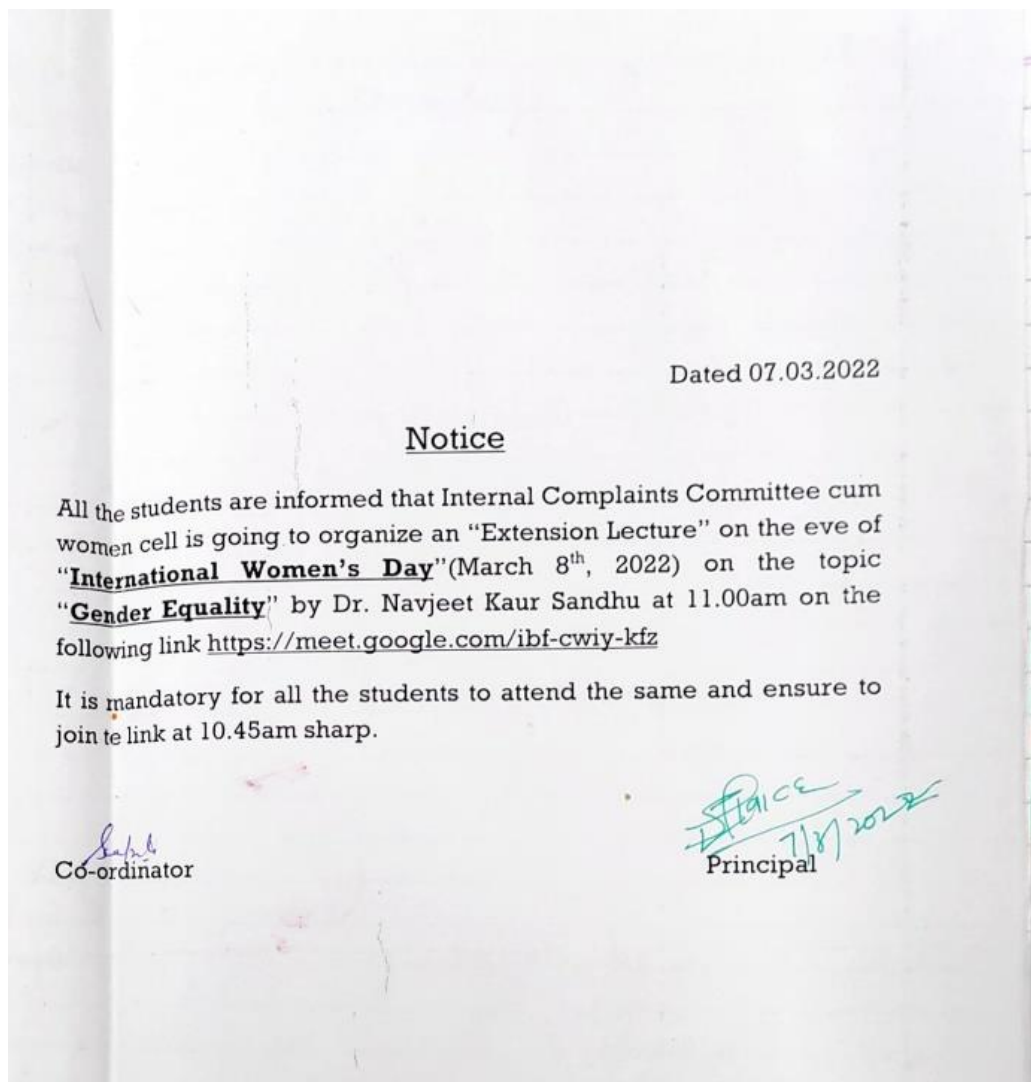 Dated 07.03.2022
Notice
All the students are informed that Internal Complaints Committee cum
women cell is going to organize an “Extension Lecture” on the eve of
“International Women’s Day”(March 8th, 2022) on the topic
“Gender Equality” by Dr. Navjeet Kaur Sandhu at 11.00am on the
following link https://meet.google.com/ibf-cwiy-kfz
It is mandatory for all the students to attend the same and ensure to
join te link at 10.45am sharp.
7/3/2022
Co-ordinator
Principal